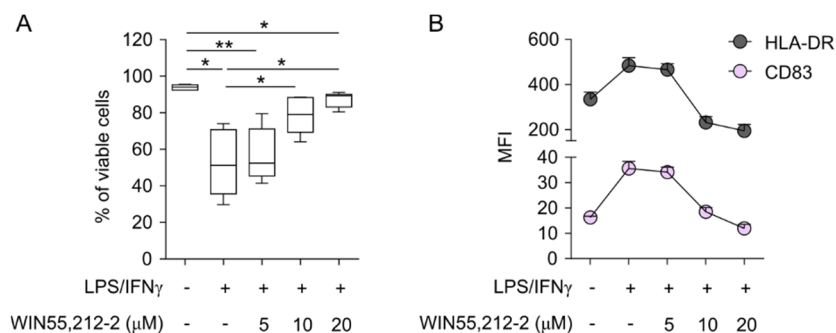 A
*
**
*
*
*
120
100
80
60
40
20
0
% of viable cells
LPS/IFNγ - + + + +
WIN55,212-2 (μM) - - 5 10 20
B
HLA-DR
CD83
600
400
200
40
30
20
10
0
MFI
LPS/IFNγ - + + + +
WIN55,212-2 (μM) - - 5 10 20